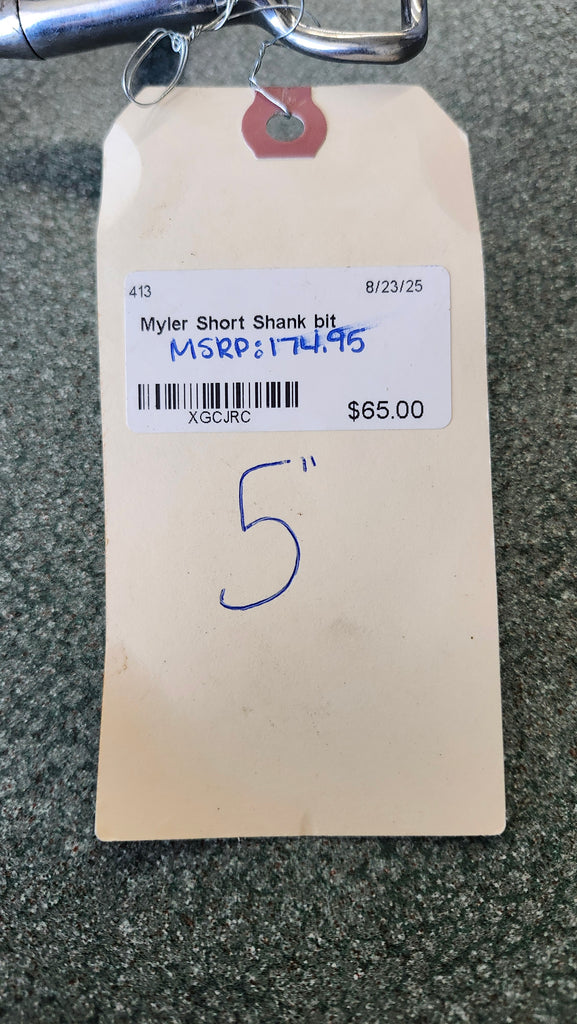 413 8/23/25
Myler Short Shank bit
MSRP: 174.95
XGCJRC $65.00
5"